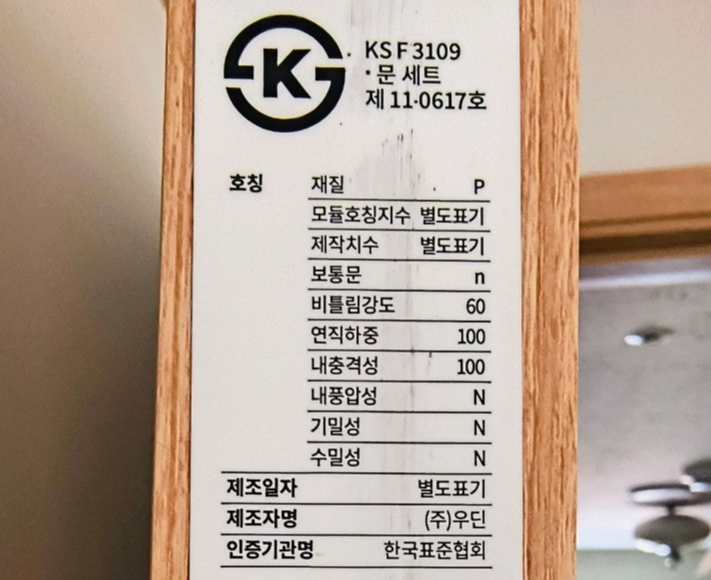 K
KS F 3109
· 문 세트
제 11-0617호
호칭 재질 P
모듈호칭지수 별도표기
제작치수 별도표기
보통문 n
비틀림강도 60
연직하중 100
내충격성 100
내풍압성 N
기밀성 N
수밀성 N
제조일자 별도표기
제조자명 (주)우딘
인증기관명 한국표준협회